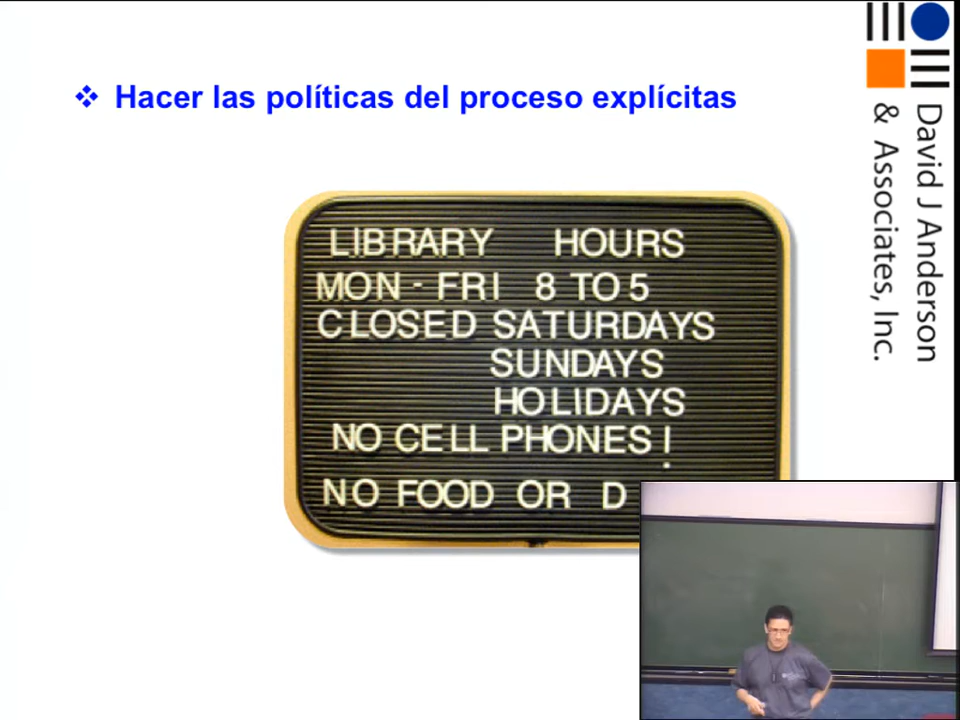 ❖ Hacer las políticas del proceso explícitas
LIBRARY HOURS
MON - FRI 8 TO 5
CLOSED SATURDAYS
SUNDAYS
HOLIDAYS
NO CELL PHONES!
NO FOOD OR D
David J Anderson
& Associates, Inc.